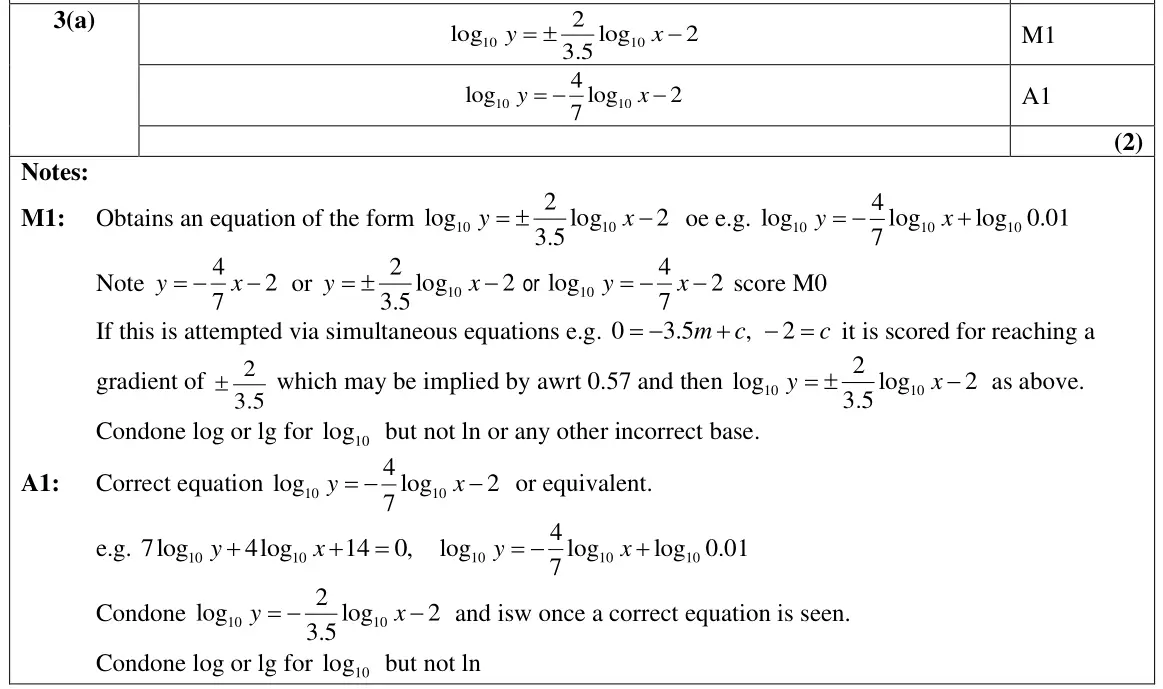 3(a)
log₁₀ y = ± 2/3.5 log₁₀ x − 2 M1
log₁₀ y = − 4/7 log₁₀ x − 2 A1
(2)
Notes:
M1: Obtains an equation of the form log₁₀ y = ± 2/3.5 log₁₀ x − 2 oe e.g. log₁₀ y = − 4/7 log₁₀ x + log₁₀ 0.01
Note y = − 4/7 x − 2 or y = ± 2/3.5 log₁₀ x − 2 or log₁₀ y = − 4/7 x − 2 score M0
If this is attempted via simultaneous equations e.g. 0 = −3.5m + c, − 2 = c it is scored for reaching a
gradient of ± 2/3.5 which may be implied by awrt 0.57 and then log₁₀ y = ± 2/3.5 log₁₀ x − 2 as above.
Condone log or lg for log₁₀ but not ln or any other incorrect base.
A1: Correct equation log₁₀ y = − 4/7 log₁₀ x − 2 or equivalent.
e.g. 7 log₁₀ y + 4 log₁₀ x + 14 = 0, log₁₀ y = − 4/7 log₁₀ x + log₁₀ 0.01
Condone log₁₀ y = − 2/3.5 log₁₀ x − 2 and isw once a correct equation is seen.
Condone log or lg for log₁₀ but not ln